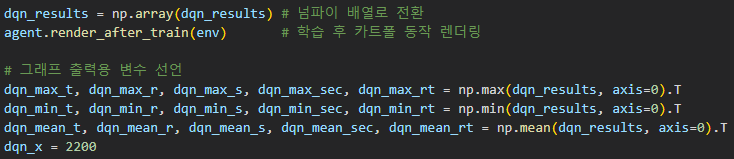 dqn_results = np.array(dqn_results) # 넘파이 배열로 전환
agent.render_after_train(env)       # 학습 후 카트폴 동작 렌더링

# 그래프 출력용 변수 선언
dqn_max_t, dqn_max_r, dqn_max_s, dqn_max_sec, dqn_max_rt = np.max(dqn_results, axis=0).T
dqn_min_t, dqn_min_r, dqn_min_s, dqn_min_sec, dqn_min_rt = np.min(dqn_results, axis=0).T
dqn_mean_t, dqn_mean_r, dqn_mean_s, dqn_mean_sec, dqn_mean_rt = np.mean(dqn_results, axis=0).T
dqn_x = 2200